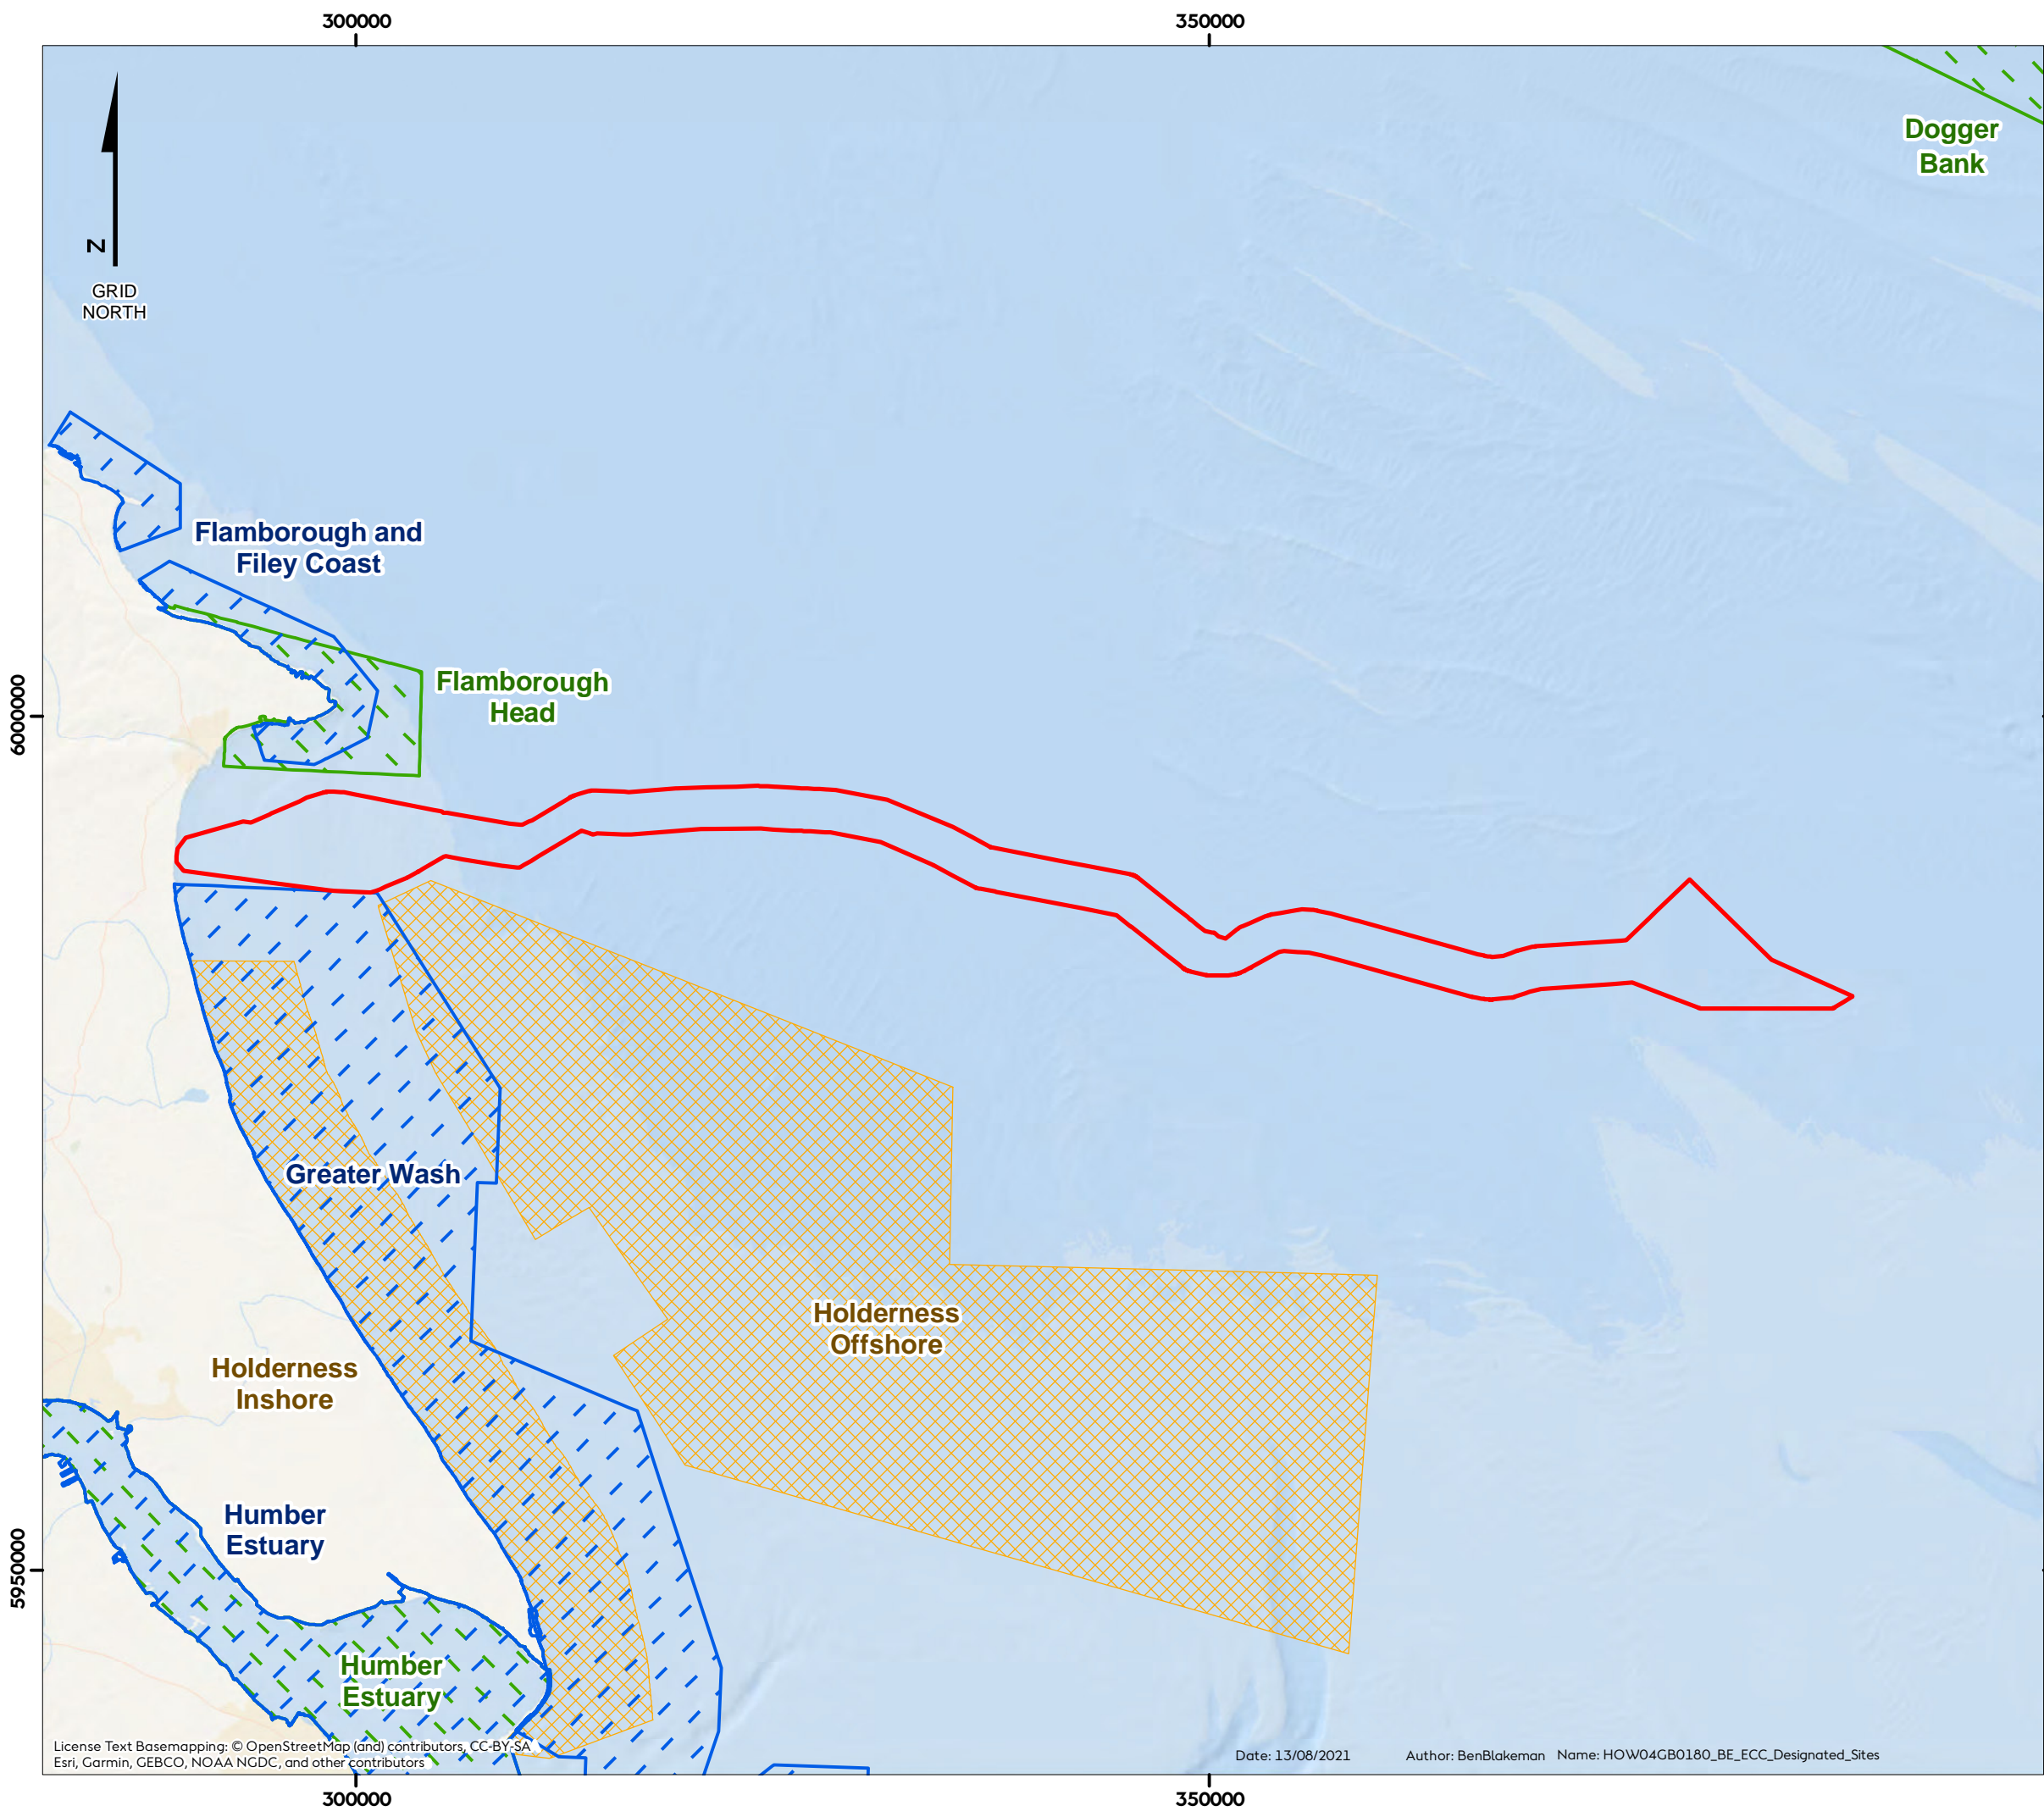 300000
350000
Dogger
Bank
N
GRID
NORTH
Flamborough and
Filey Coast
Flamborough
Head
6000000
Greater Wash
Holderness
Offshore
Holderness
Inshore
Humber
Estuary
5950000
Humber
Estuary
License Text Basemapping: © OpenStreetMap (and) contributors, CC-BY-SA
Esri, Garmin, GEBCO, NOAA NGDC, and other contributors
Date: 13/08/2021
Author: BenBlakeman
Name: HOW04GB0180_BE_ECC_Designated_Sites
300000
350000